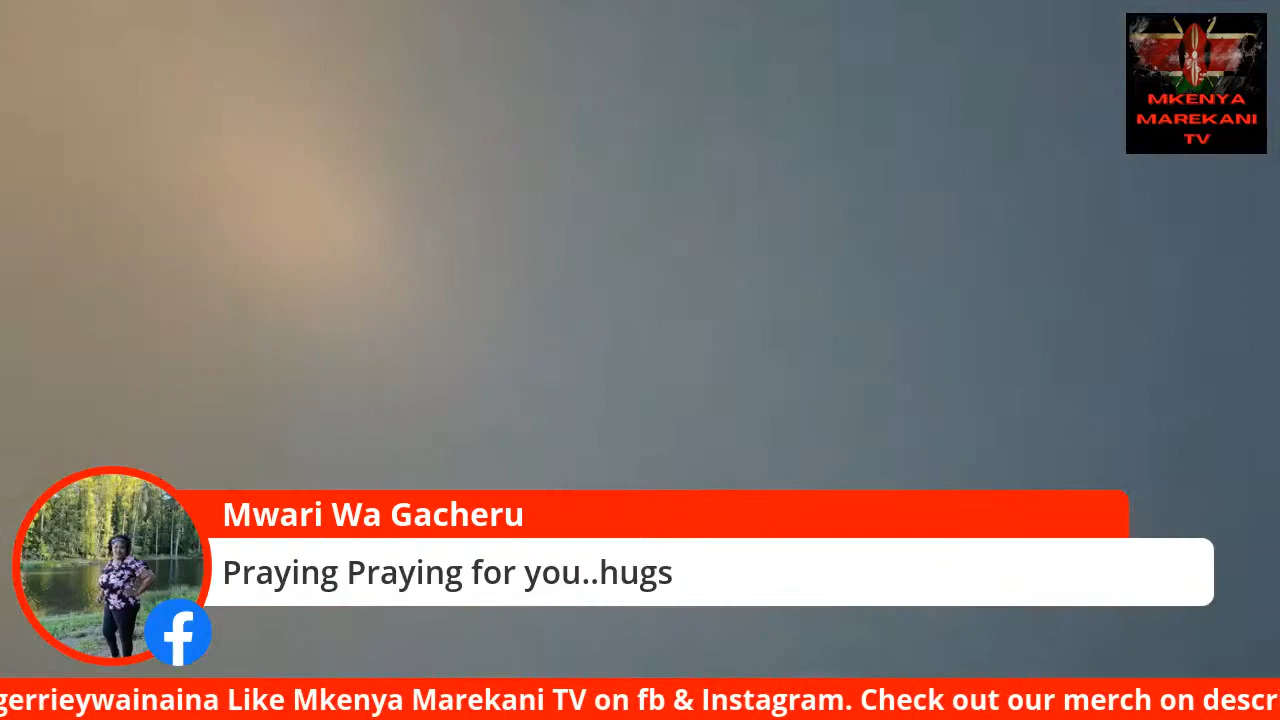 MKENYA
MAREKANI
TV
Mwari Wa Gacheru
Praying Praying for you..hugs
gerrieywainaina Like Mkenya Marekani TV on fb & Instagram. Check out our merch on descr